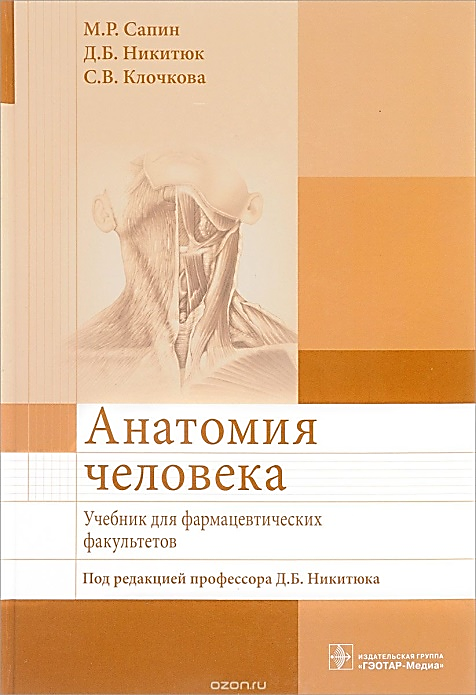 М.Р. Сапин
Д.Б. Никитюк
С.В. Клочкова
Анатомия
человека
Учебник для фармацевтических
факультетов
Под редакцией профессора Д.Б. Никитюка
ИЗДАТЕЛЬСКАЯ ГРУППА
«ГЭОТАР-Медиа»
ozon.ru